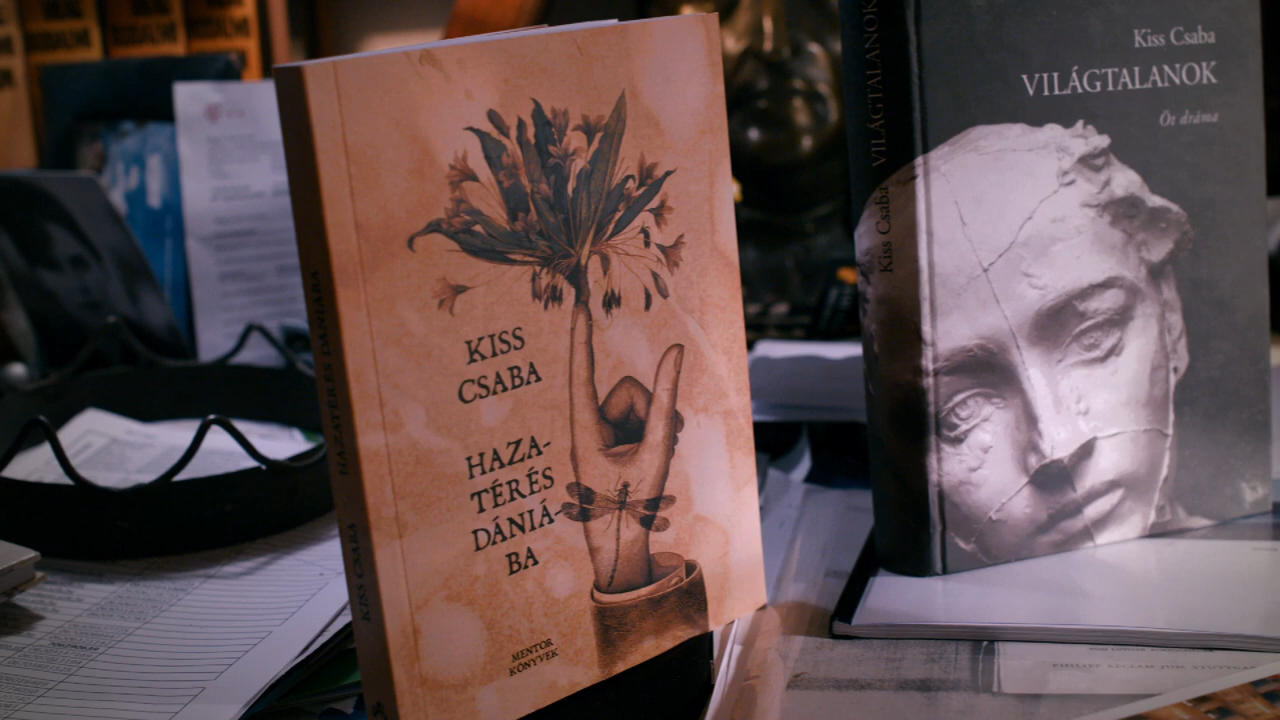 KISS
CSABA
HAZA-
TÉRÉS
DÁNIÁ-
BA
MENTOR
KÖNYVEK
KISS CSABA
HAZATÉRÉS DÁNIÁBA
Kiss Csaba
VILÁGTALANOK
Öt dráma
Kiss Csaba
VILÁGTALANOK